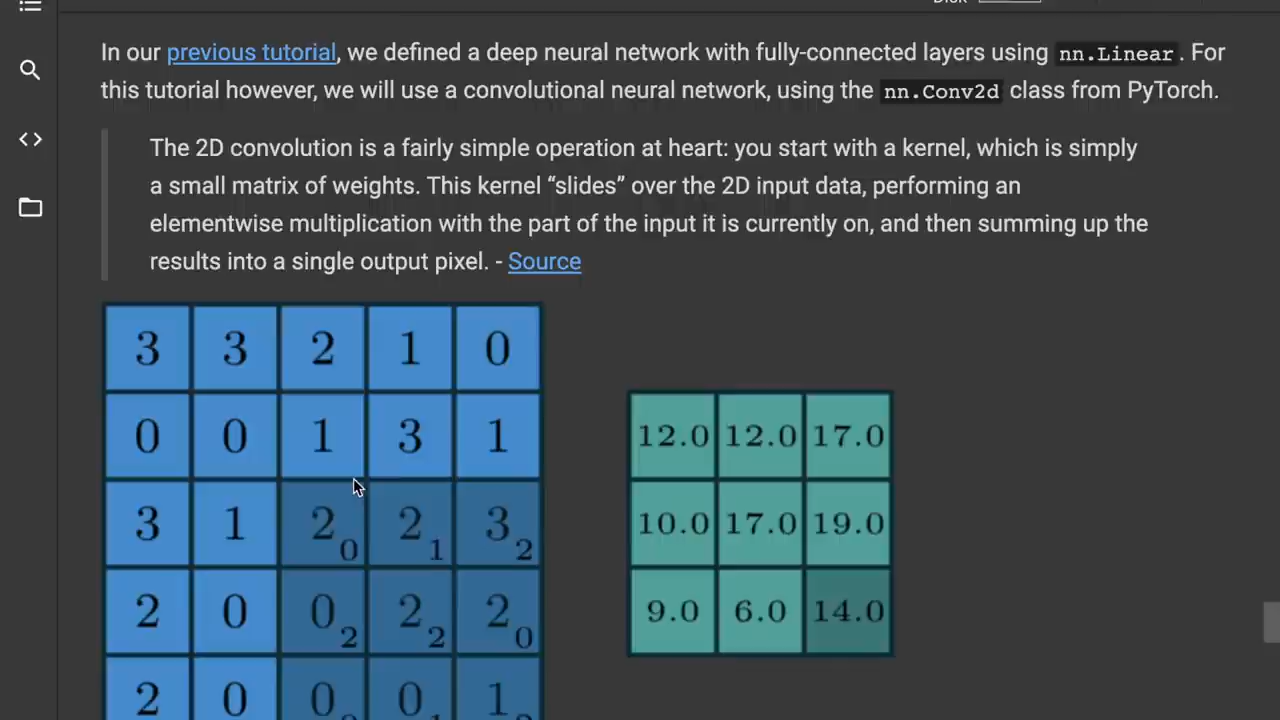 In our previous tutorial, we defined a deep neural network with fully-connected layers using nn.Linear. For
this tutorial however, we will use a convolutional neural network, using the nn.Conv2d class from PyTorch.
The 2D convolution is a fairly simple operation at heart: you start with a kernel, which is simply
a small matrix of weights. This kernel “slides” over the 2D input data, performing an
elementwise multiplication with the part of the input it is currently on, and then summing up the
results into a single output pixel. - Source
3 3 2 1 0
0 0 1 3 1
3 1 2 0 2 1 3 2
2 0 0 2 2 2 2 0
2 0 0 0 1
12.0 12.0 17.0
10.0 17.0 19.0
9.0 6.0 14.0